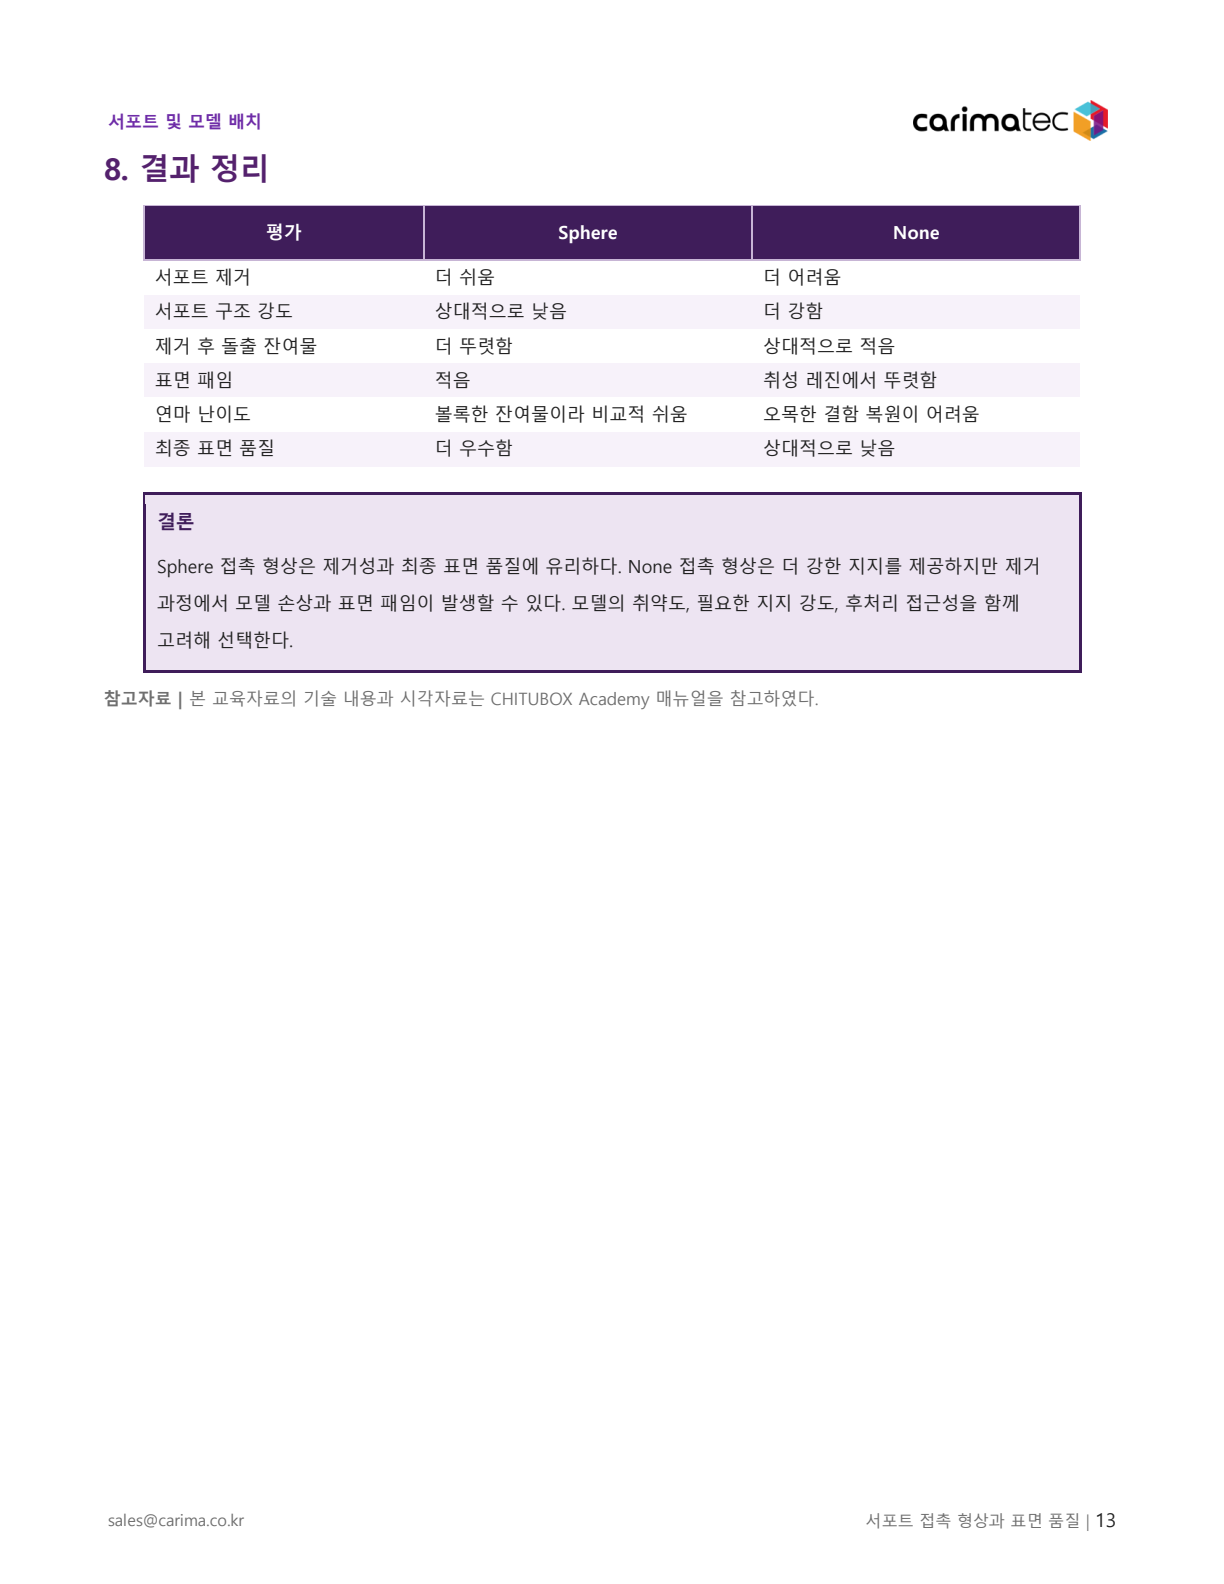 서포트 및 모델 배치
carimatec
8. 결과 정리
평가 Sphere None
서포트 제거 더 쉬움 더 어려움
서포트 구조 강도 상대적으로 낮음 더 강함
제거 후 돌출 잔여물 더 뚜렷함 상대적으로 적음
표면 패임 적음 취성 레진에서 뚜렷함
연마 난이도 볼록한 잔여물이라 비교적 쉬움 오목한 결함 복원이 어려움
최종 표면 품질 더 우수함 상대적으로 낮음
결론
Sphere 접촉 형상은 제거성과 최종 표면 품질에 유리하다. None 접촉 형상은 더 강한 지지를 제공하지만 제거
과정에서 모델 손상과 표면 패임이 발생할 수 있다. 모델의 취약도, 필요한 지지 강도, 후처리 접근성을 함께
고려해 선택한다.
참고자료 | 본 교육자료의 기술 내용과 시각자료는 CHITUBOX Academy 매뉴얼을 참고하였다.
sales@carima.co.kr
서포트 접촉 형상과 표면 품질 | 13